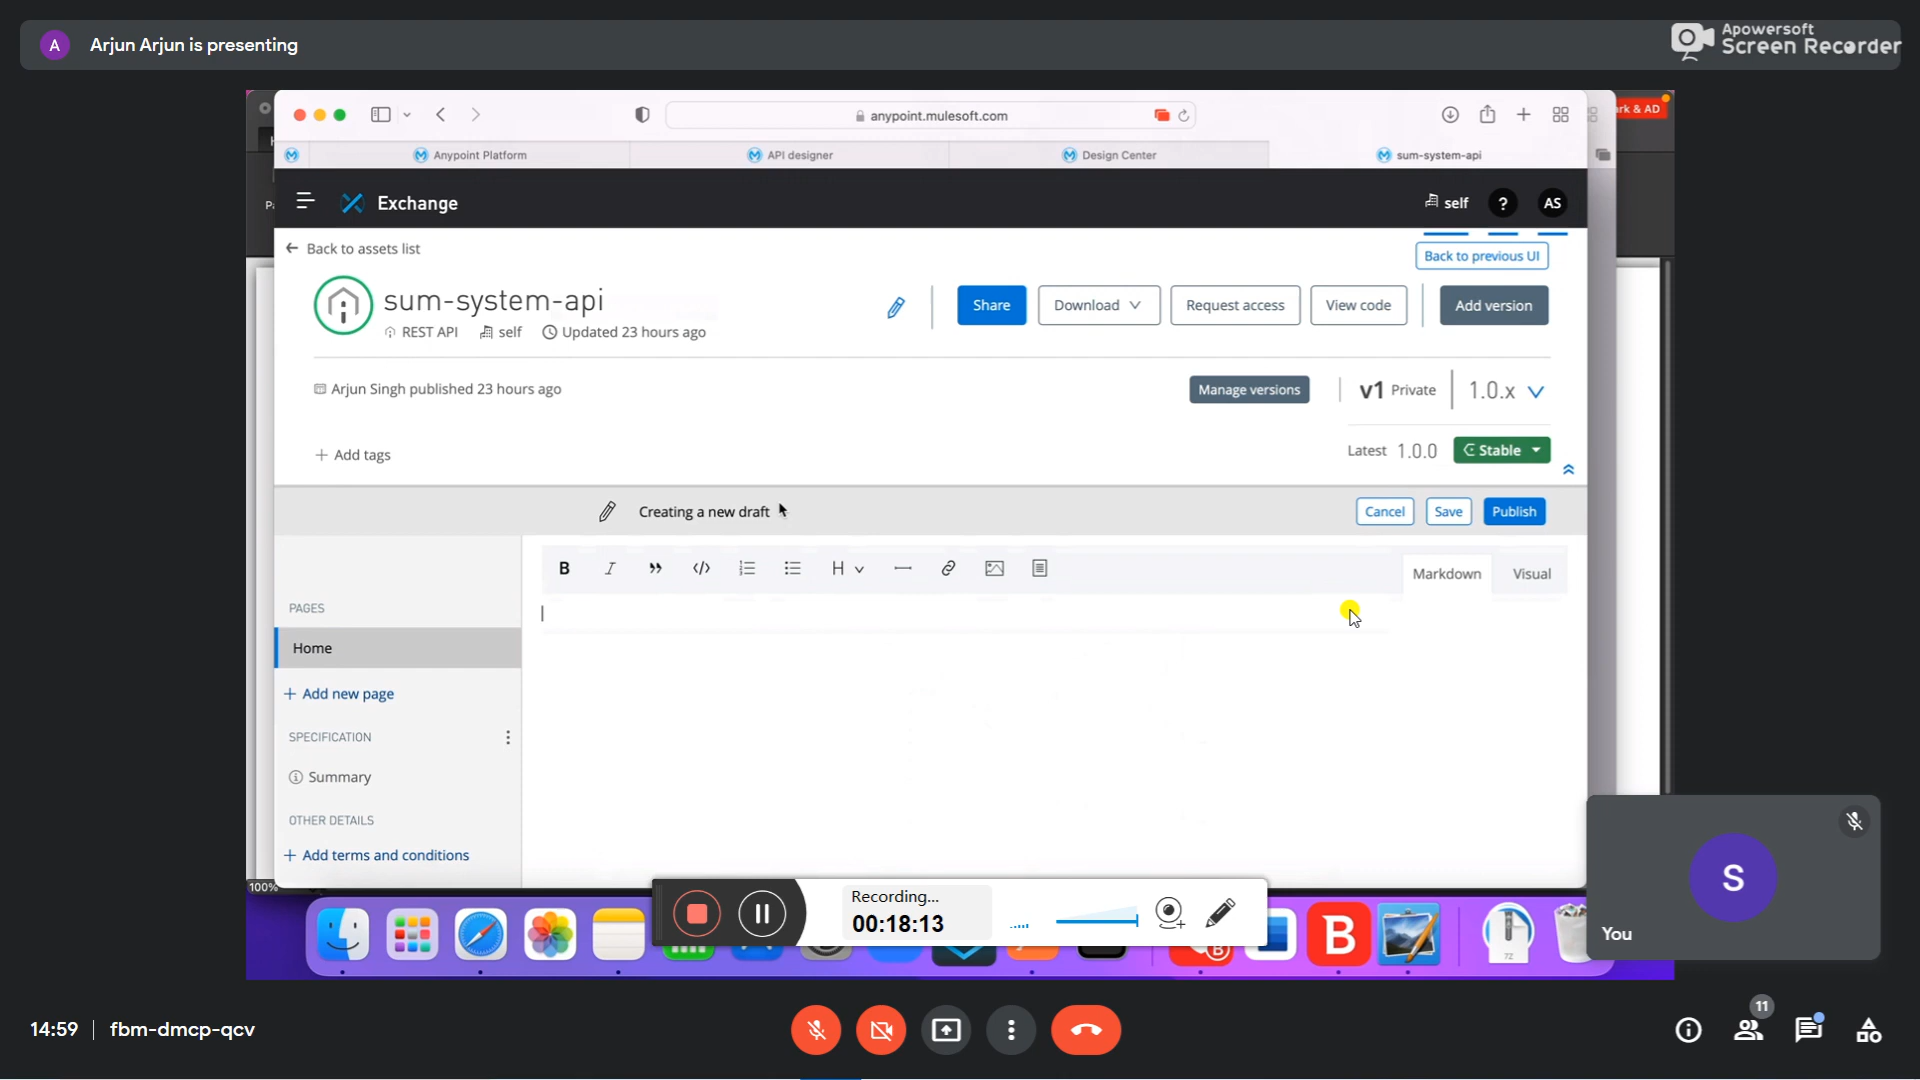 A Arjun Arjun is presenting
Apowersoft
Screen Recorder
rk & AD
anypoint.mulesoft.com
Anypoint Platform
API designer
Design Center
sum-system-api
Exchange
self
?
AS
Back to assets list
Back to previous UI
sum-system-api
Share
Download
Request access
View code
Add version
REST API
self
Updated 23 hours ago
Arjun Singh published 23 hours ago
Manage versions
v1 Private
1.0.x
Latest 1.0.0
Stable
+ Add tags
Creating a new draft
Cancel
Save
Publish
B
I
H
Markdown
Visual
PAGES
Home
+ Add new page
SPECIFICATION
Summary
OTHER DETAILS
+ Add terms and conditions
100%
Recording...
00:18:13
B
B
7Z
S
You
14:59 | fbm-dmcp-qcv
11